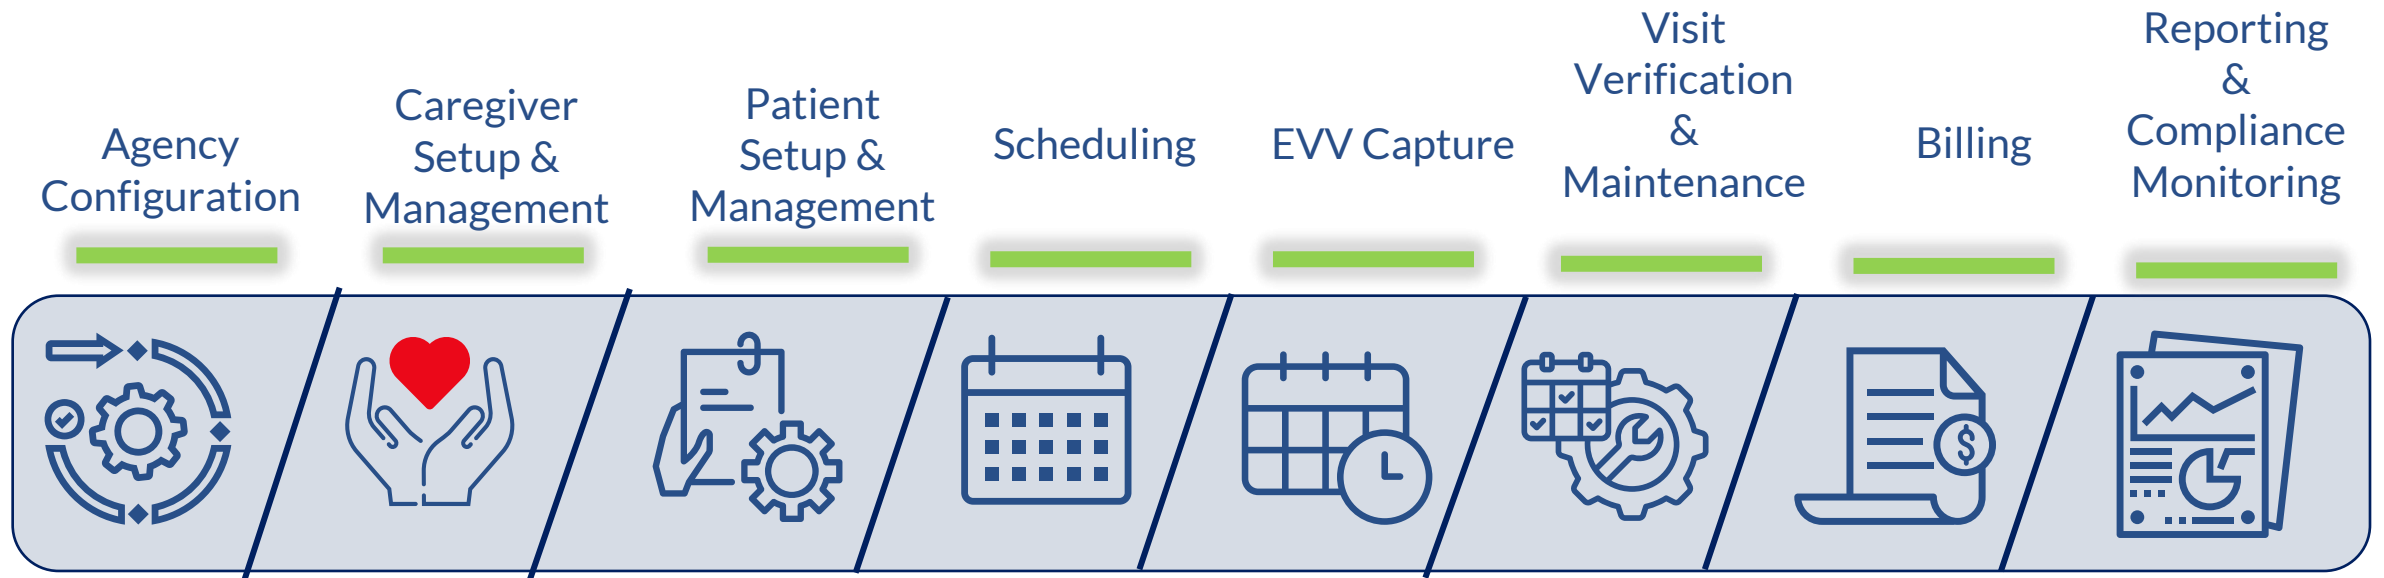 Agency
Configuration
Caregiver
Setup &
Management
Patient
Setup &
Management
Scheduling
EVV Capture
Visit
Verification
&
Maintenance
Billing
Reporting
&
Compliance
Monitoring
$